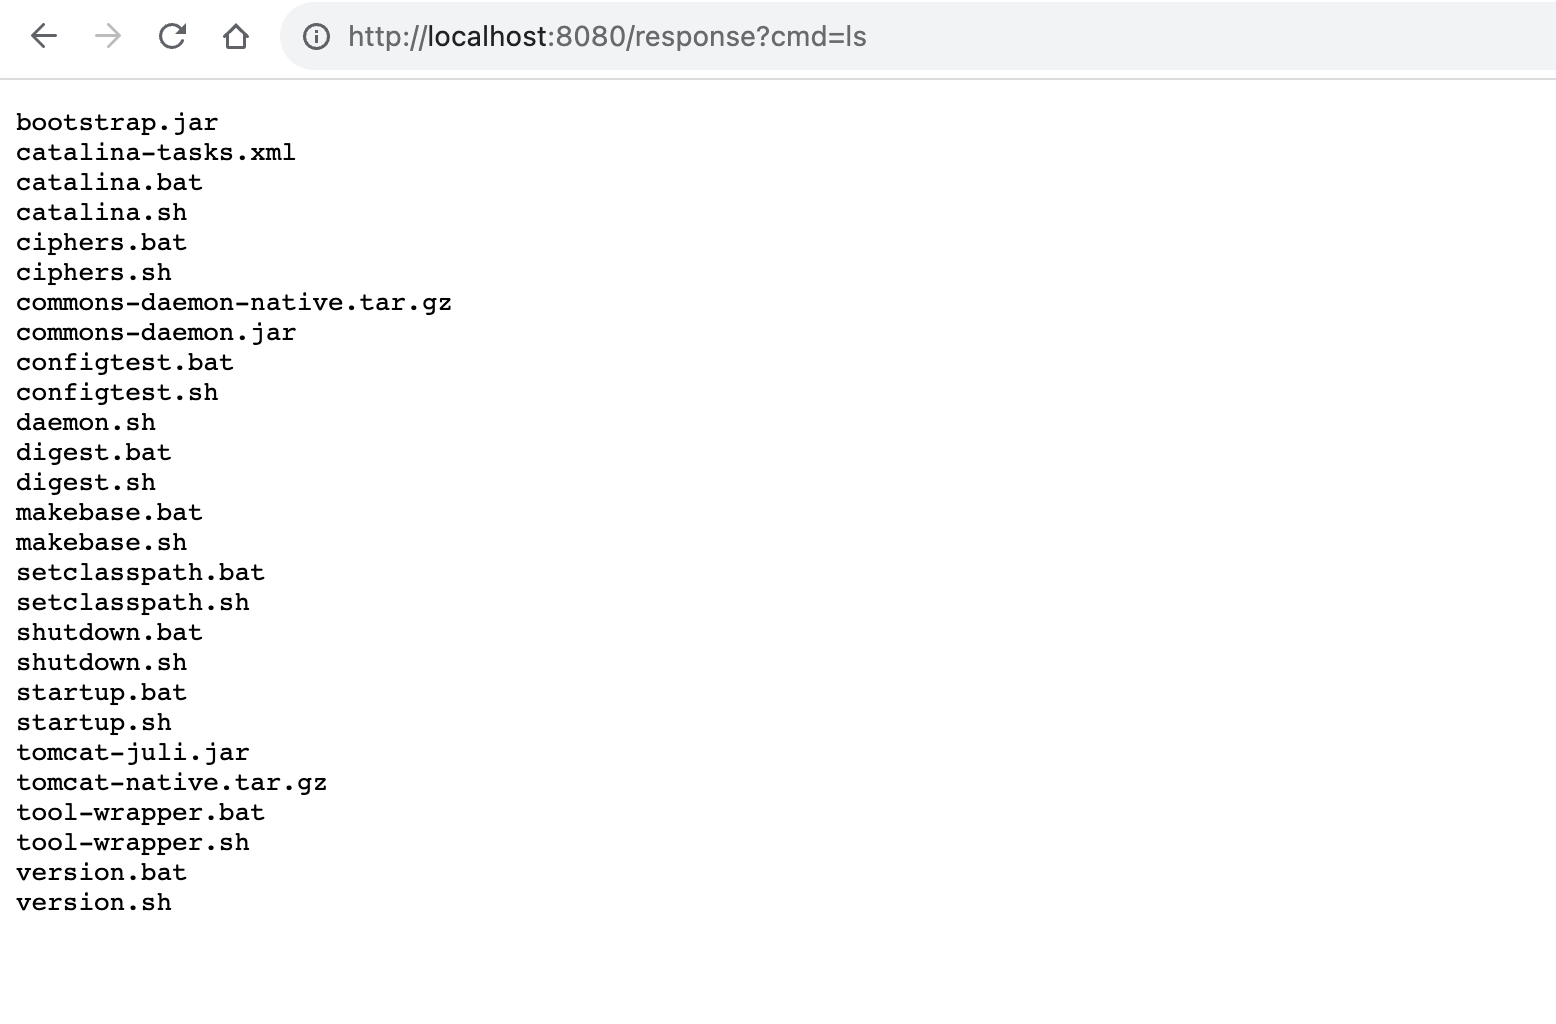 http://localhost:8080/response?cmd=ls
bootstrap.jar
catalina-tasks.xml
catalina.bat
catalina.sh
ciphers.bat
ciphers.sh
commons-daemon-native.tar.gz
commons-daemon.jar
configtest.bat
configtest.sh
daemon.sh
digest.bat
digest.sh
makebase.bat
makebase.sh
setclasspath.bat
setclasspath.sh
shutdown.bat
shutdown.sh
startup.bat
startup.sh
tomcat-juli.jar
tomcat-native.tar.gz
tool-wrapper.bat
tool-wrapper.sh
version.bat
version.sh